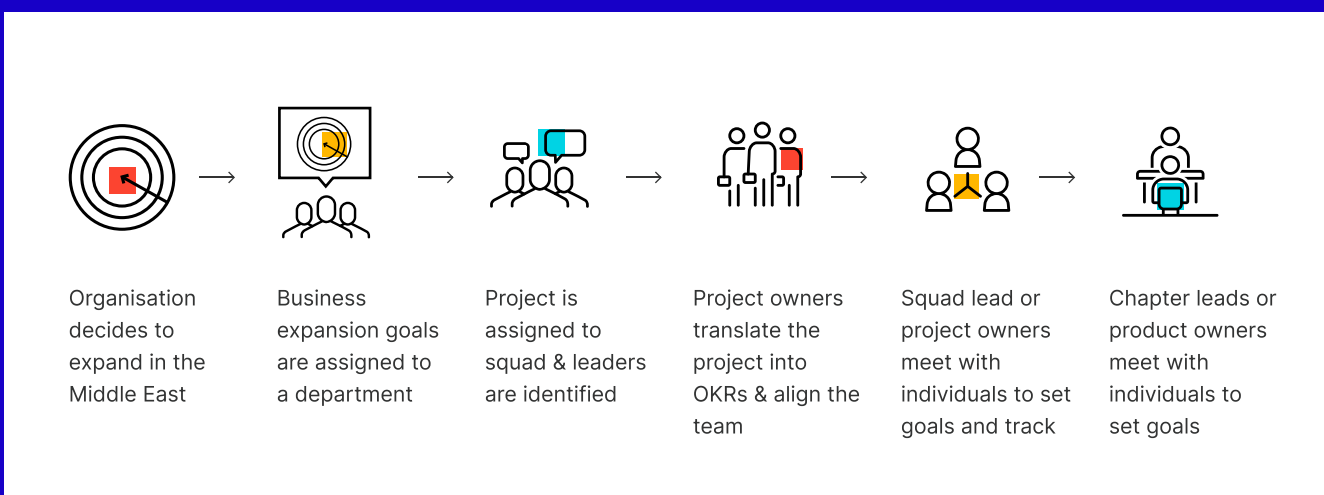 Organisation
decides to
expand in the
Middle East
Business
expansion goals
are assigned to
a department
Project is
assigned to
squad & leaders
are identified
Project owners
translate the
project into
OKRs & align the
team
Squad lead or
project owners
meet with
individuals to set
goals and track
Chapter leads or
product owners
meet with
individuals to
set goals